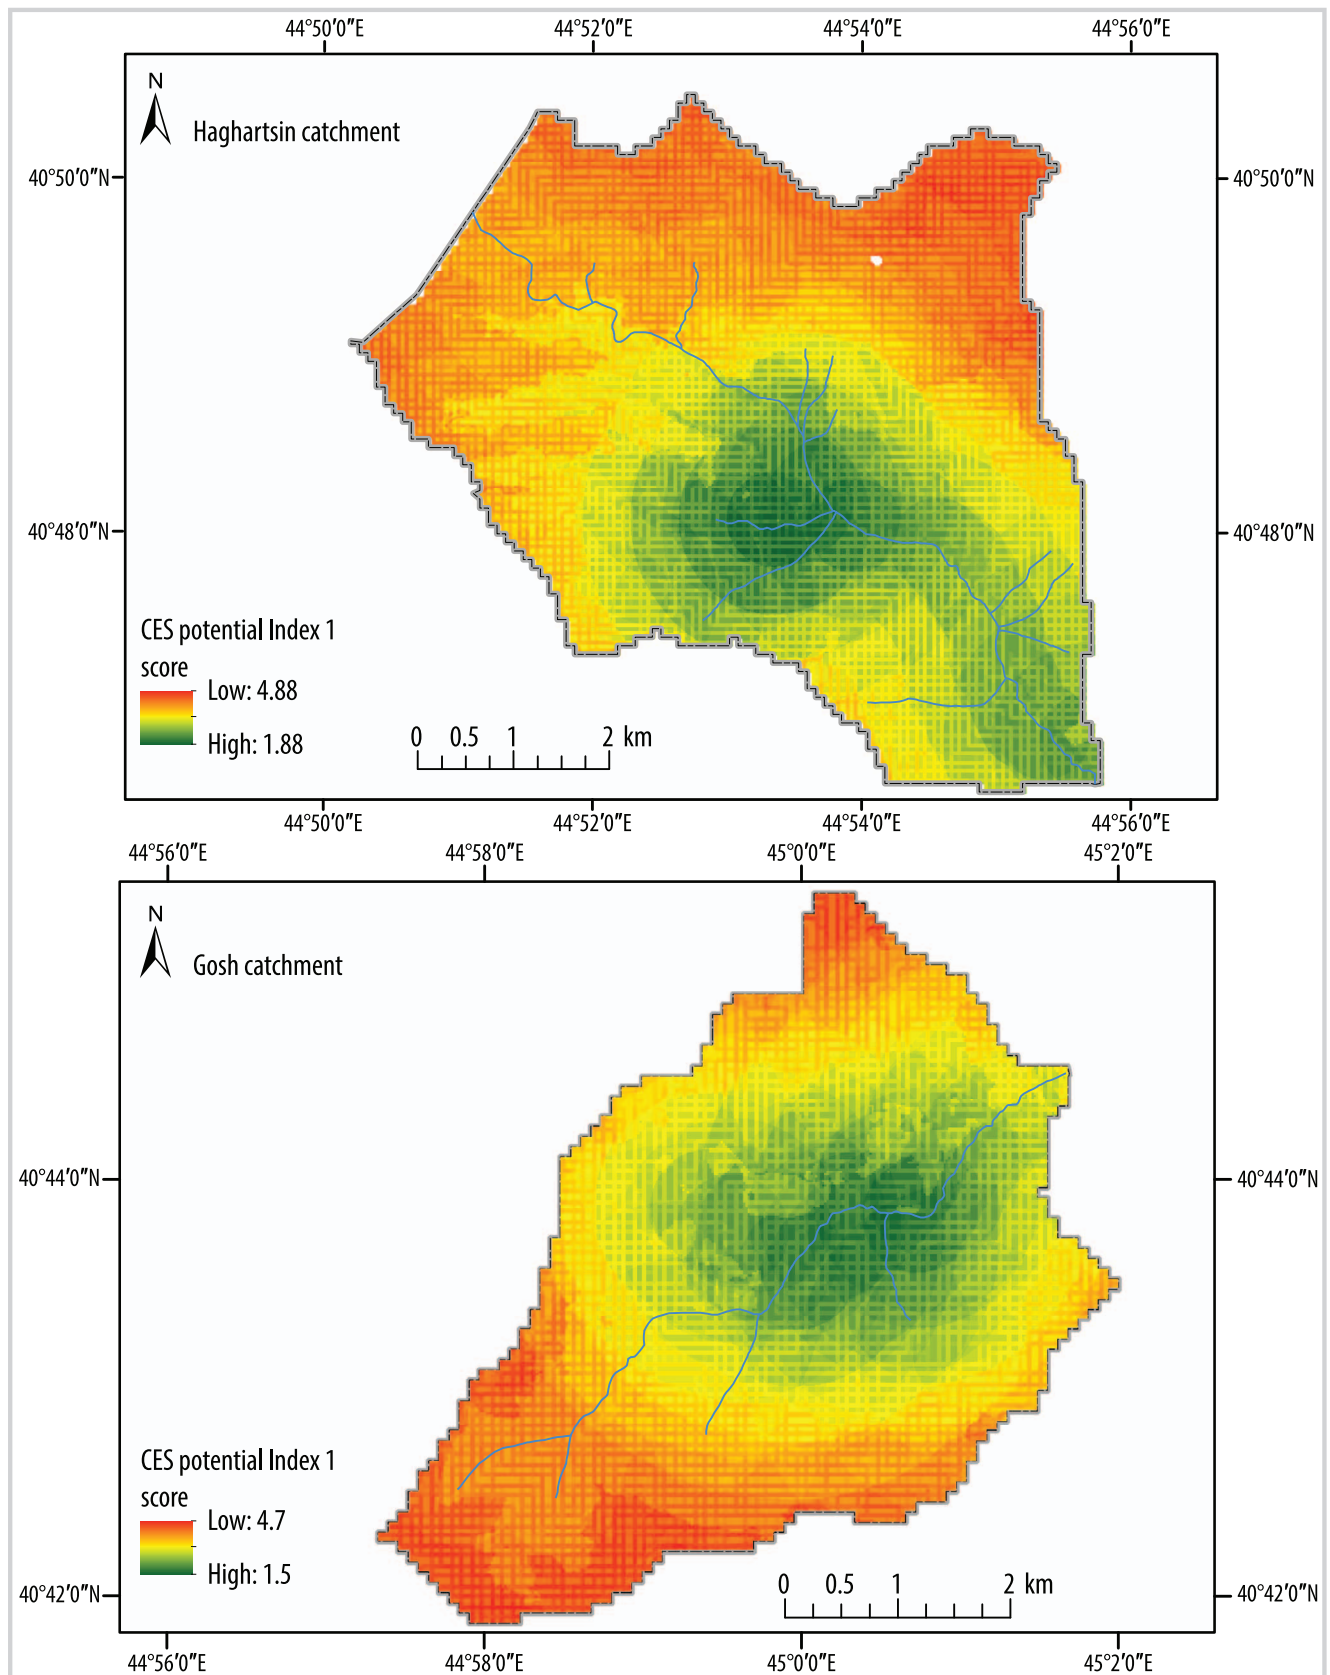 44°50′0″E 44°52′0″E 44°54′0″E 44°56′0″E
N
Haghartsin catchment
40°50′0″N 40°50′0″N
40°48′0″N 40°48′0″N
CES potential Index 1
score
Low: 4.88
High: 1.88
0 0.5 1 2 km
44°50′0″E 44°52′0″E 44°54′0″E 44°56′0″E
44°56′0″E 44°58′0″E 45°0′0″E 45°2′0″E
N
Gosh catchment
40°44′0″N 40°44′0″N
CES potential Index 1
score
Low: 4.7
High: 1.5
0 0.5 1 2 km
40°42′0″N 40°42′0″N
44°56′0″E 44°58′0″E 45°0′0″E 45°2′0″E